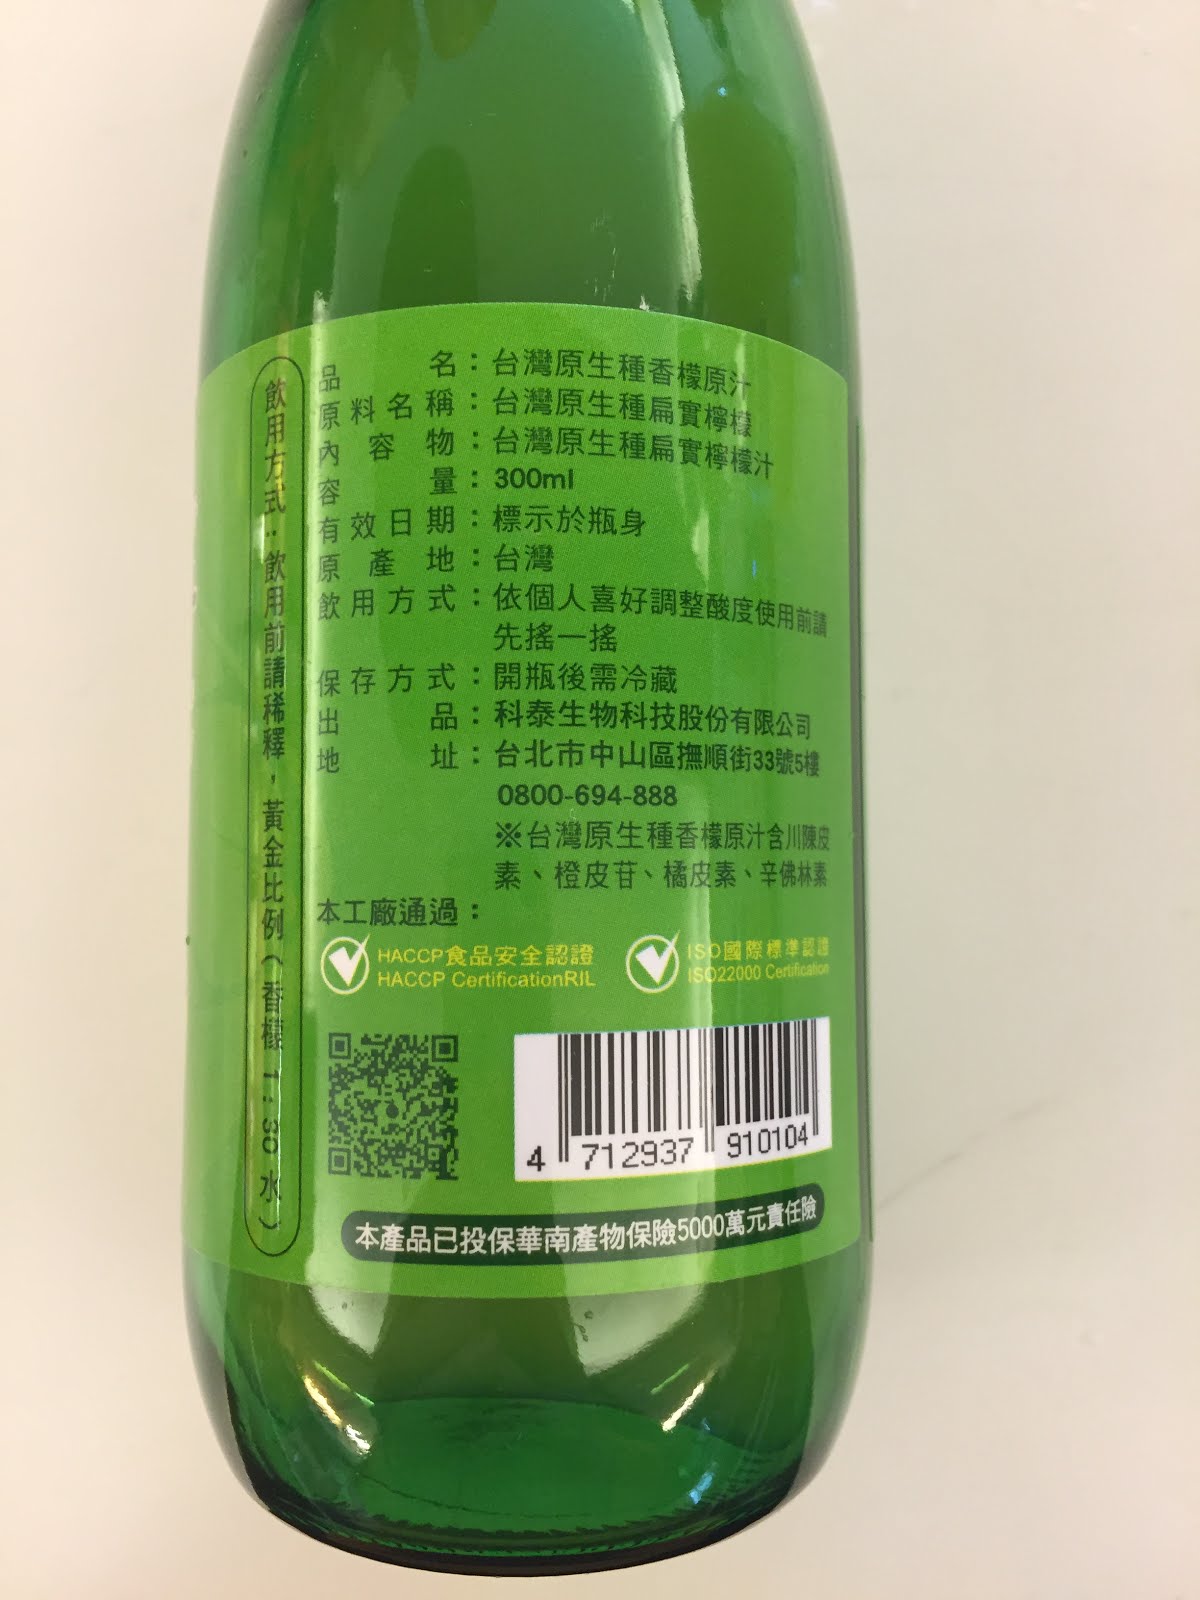 飲用方式:飲用前請稀釋,黃金比例(香檬 1:30 水)
品名:台灣原生種香檬原汁
原料名稱:台灣原生種扁實檸檬
內容物:台灣原生種扁實檸檬汁
容量:300ml
有效日期:標示於瓶身
原產地:台灣
飲用方式:依個人喜好調整酸度使用前請
先搖一搖
保存方式:開瓶後需冷藏
出品:科泰生物科技股份有限公司
地址:台北市中山區撫順街33號5樓
0800-694-888
※台灣原生種香檬原汁含川陳皮
素、橙皮苷、橘皮素、辛佛林素
本工廠通過:
HACCP食品安全認證
HACCP CertificationRIL
ISO國際標準認證
ISO22000 Certification
4 712937 910104
本產品已投保華南產物保險5000萬元責任險